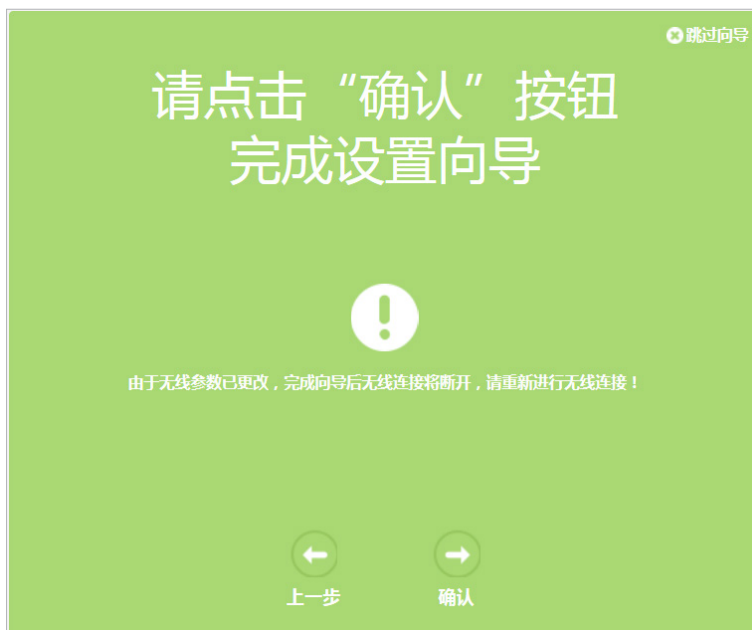 跳过向导
请点击“确认”按钮
完成设置向导
由于无线参数已更改，完成向导后无线连接将断开，请重新进行无线连接！
上一步
确认